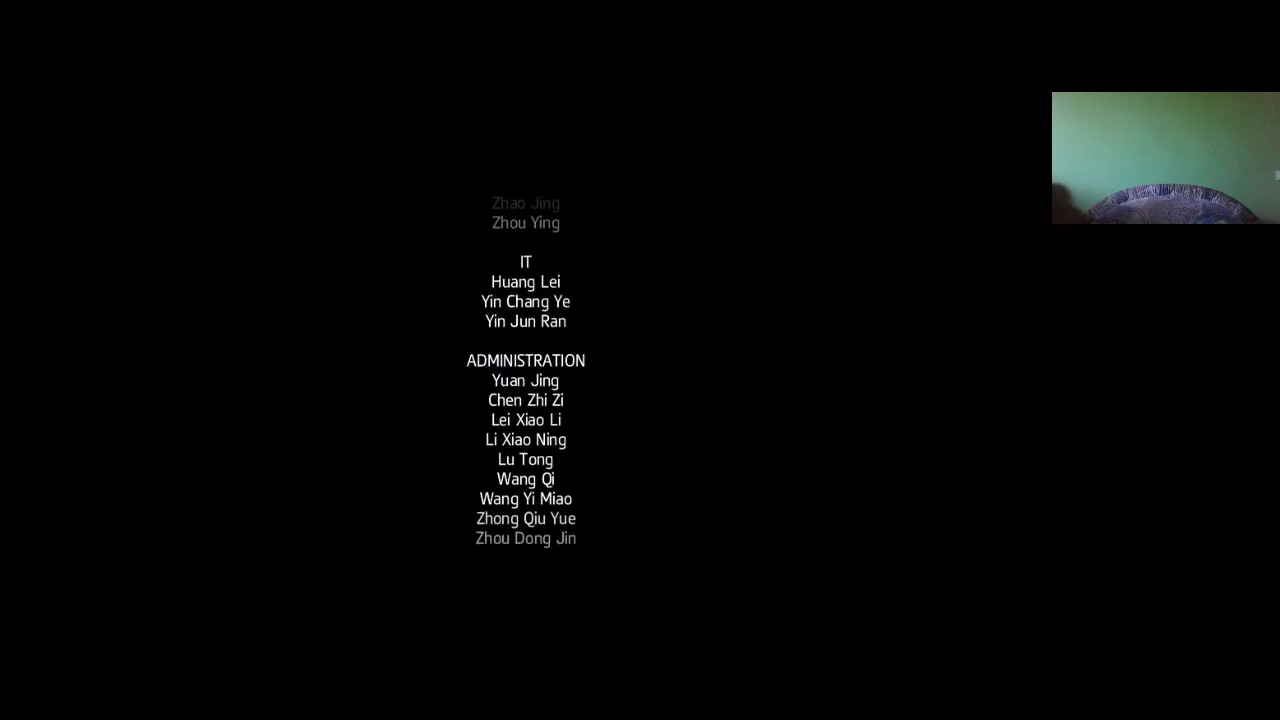 Zhao Jing
Zhou Ying
IT
Huang Lei
Yin Chang Ye
Yin Jun Ran
ADMINISTRATION
Yuan Jing
Chen Zhi Zi
Lei Xiao Li
Li Xiao Ning
Lu Tong
Wang Qi
Wang Yi Miao
Zhong Qiu Yue
Zhou Dong Jin